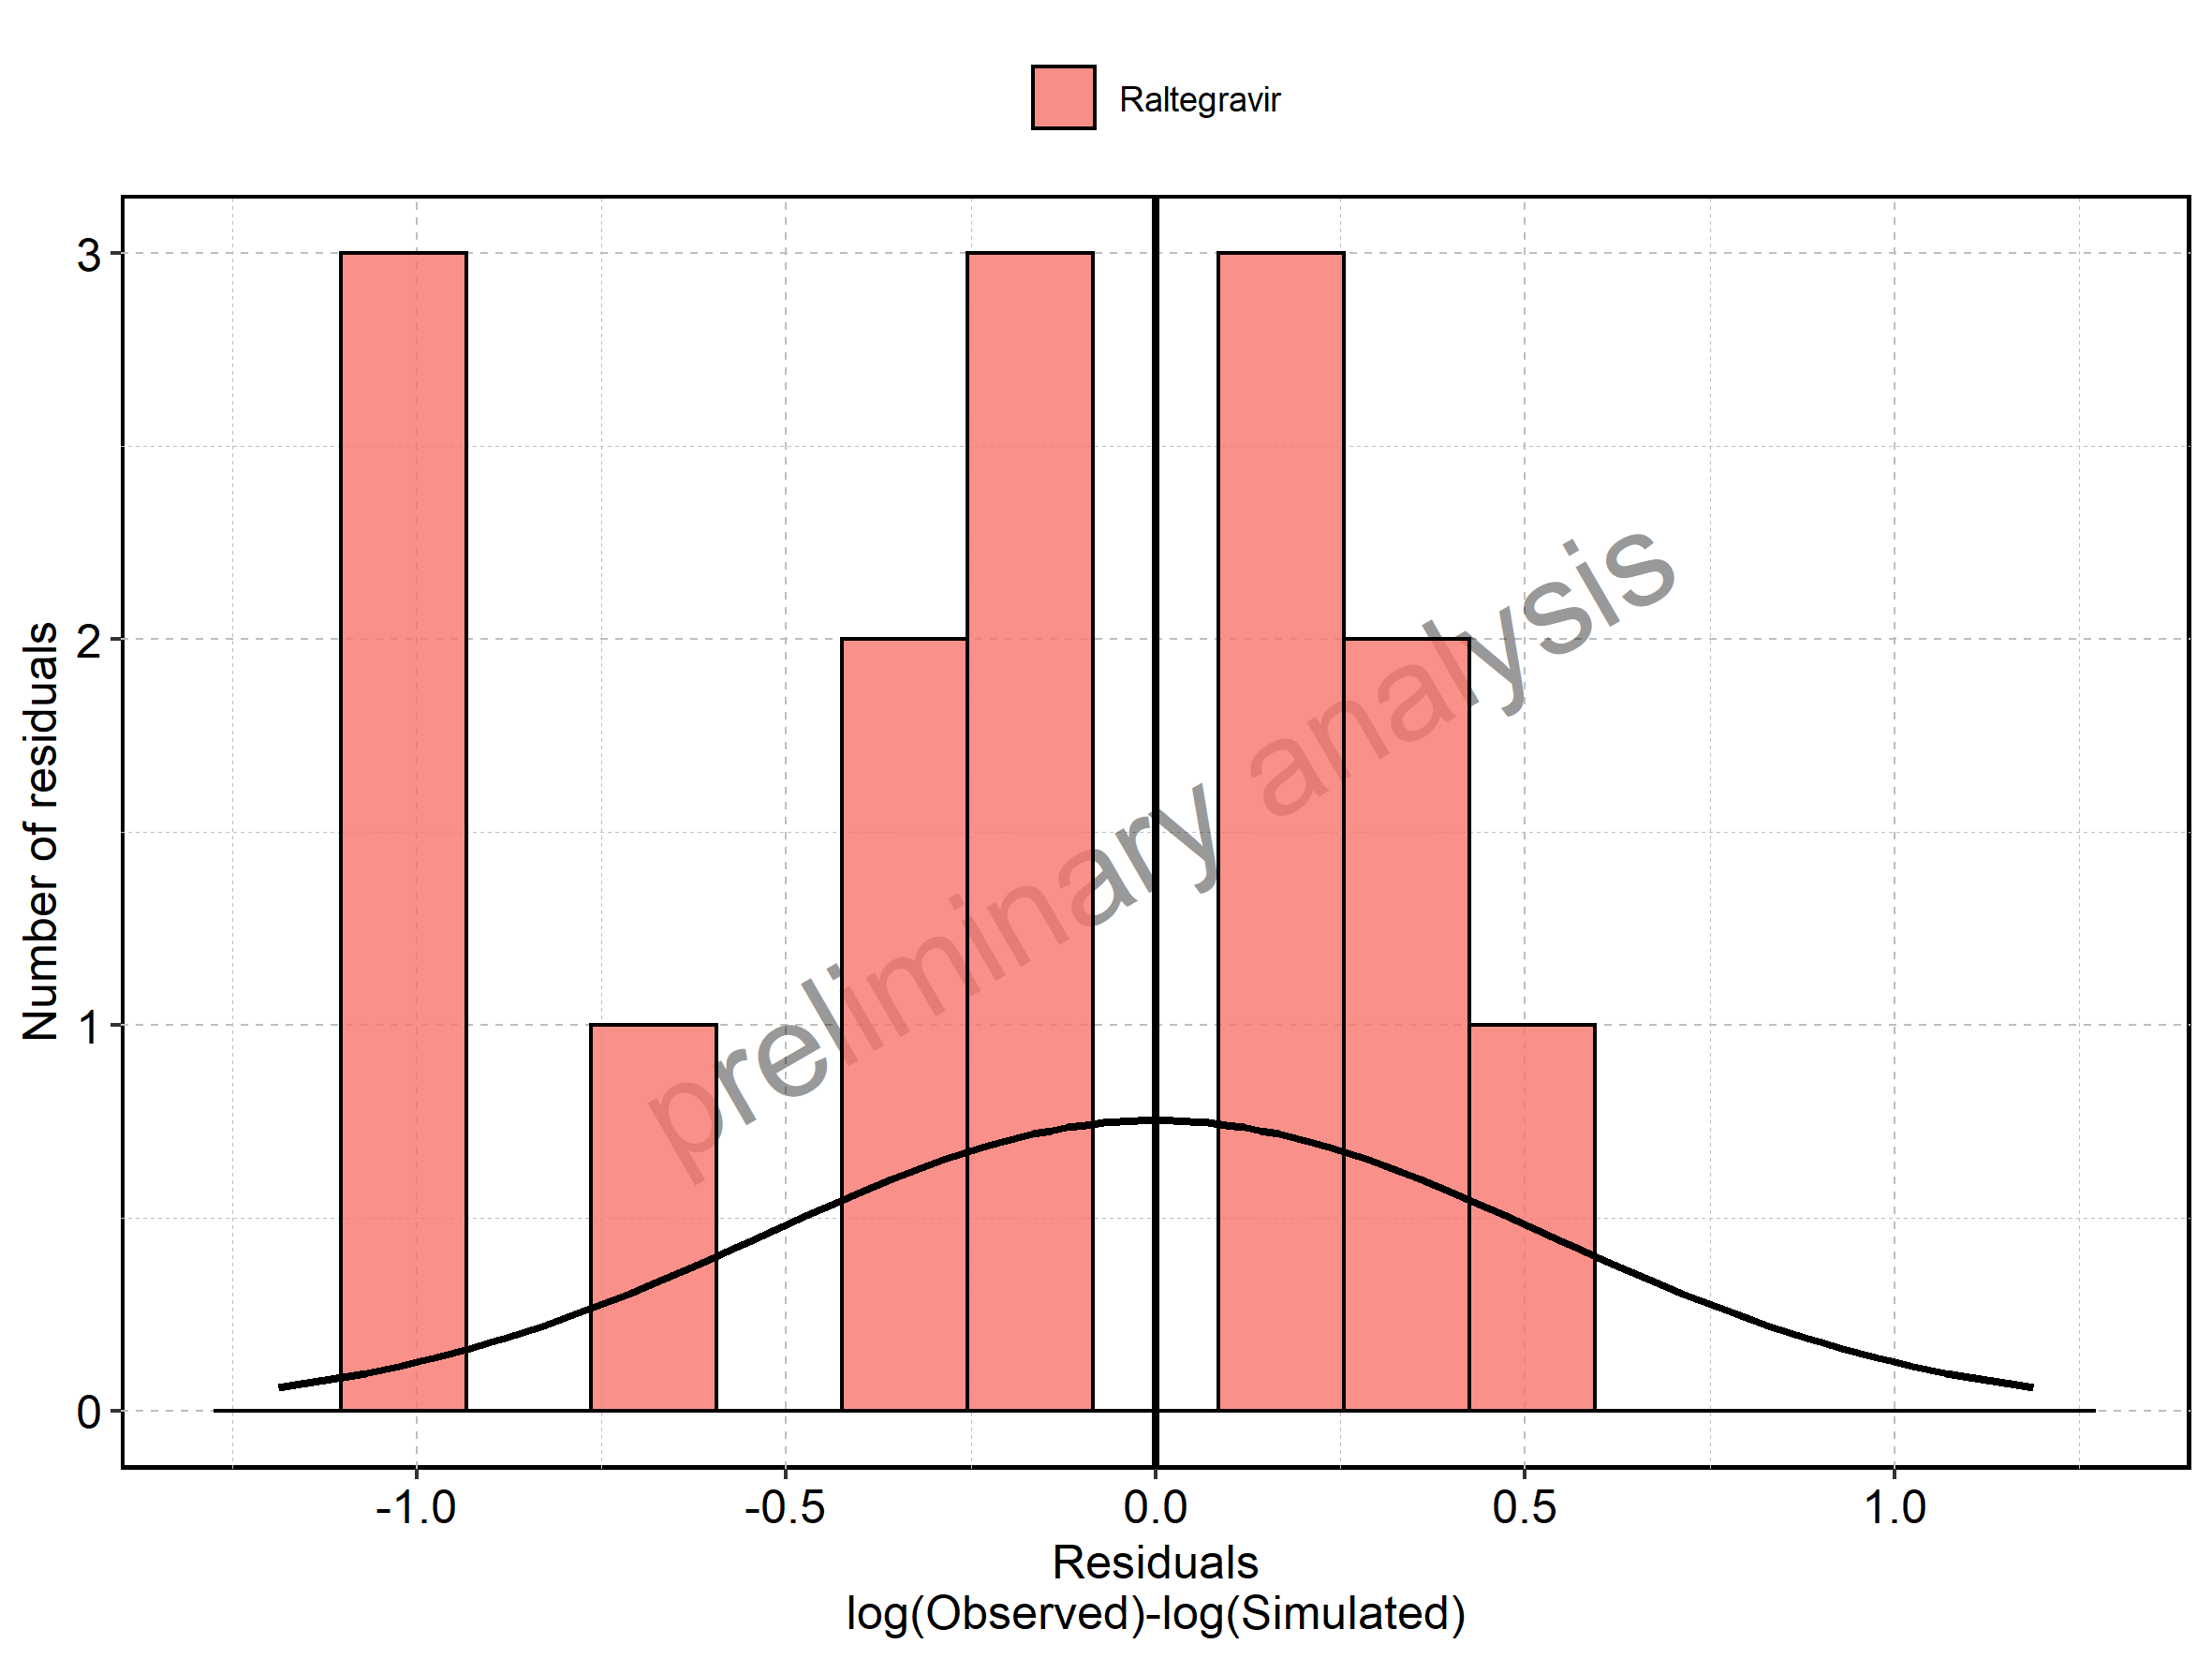 Raltegravir
3
2
1
0
Number of residuals
preliminary analysis
-1.0 -0.5 0.0 0.5 1.0
Residuals
log(Observed)-log(Simulated)